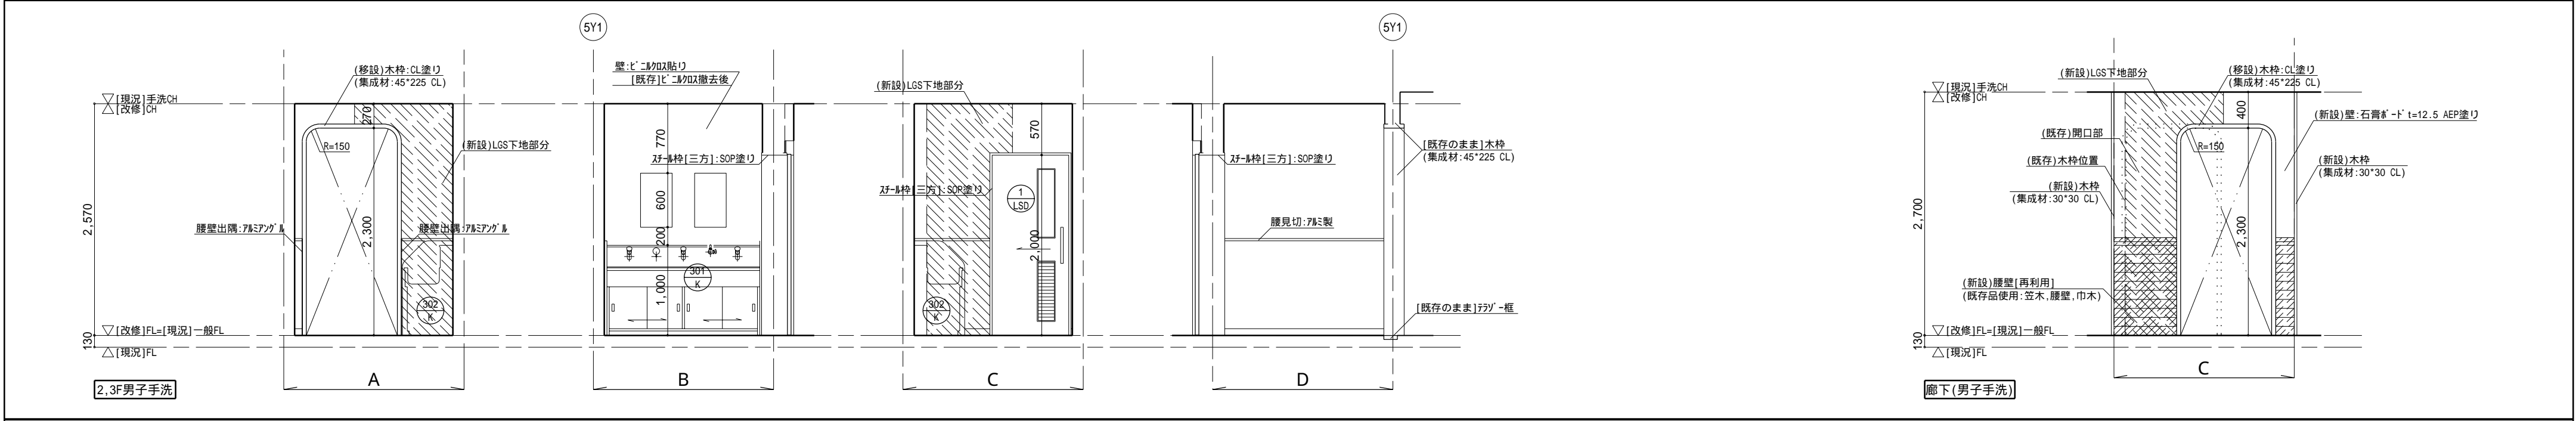 5Y1
5Y1
(移設)木枠:CL塗り
(集成材:45*225 CL)
▽[現況]手洗CH
△[改修]CH
270
R=150
(新設)LGS下地部分
2,570
2,300
腰壁出隅:ｱﾙﾐｱﾝｸﾞﾙ
腰壁出隅:ｱﾙﾐｱﾝｸﾞﾙ
302
K
▽[改修]FL=[現況]一般FL
130
△[現況]FL
A
2,3F男子手洗
壁:ﾋﾞﾆﾙｸﾛｽ貼り
[既存]ﾋﾞﾆﾙｸﾛｽ撤去後
770
ｽﾁｰﾙ枠[三方]:SOP塗り
600
200
301
K
1,000
B
(新設)LGS下地部分
570
ｽﾁｰﾙ枠[三方]:SOP塗り
1
LSD
2,000
302
K
C
ｽﾁｰﾙ枠[三方]:SOP塗り
[既存のまま]木枠
(集成材:45*225 CL)
腰見切:ｱﾙﾐ製
[既存のまま]ﾃﾗｿﾞｰ框
D
(新設)LGS下地部分
(移設)木枠:CL塗り
(集成材:45*225 CL)
▽[現況]手洗CH
△[改修]CH
400
(新設)壁:石膏ﾎﾞｰﾄﾞt=12.5 AEP塗り
(既存)開口部
R=150
(既存)木枠位置
(新設)木枠
(集成材:30*30 CL)
(新設)木枠
(集成材:30*30 CL)
2,700
2,300
(新設)腰壁[再利用]
(既存品使用:笠木,腰壁,巾木)
▽[改修]FL=[現況]一般FL
130
△[現況]FL
C
廊下(男子手洗)